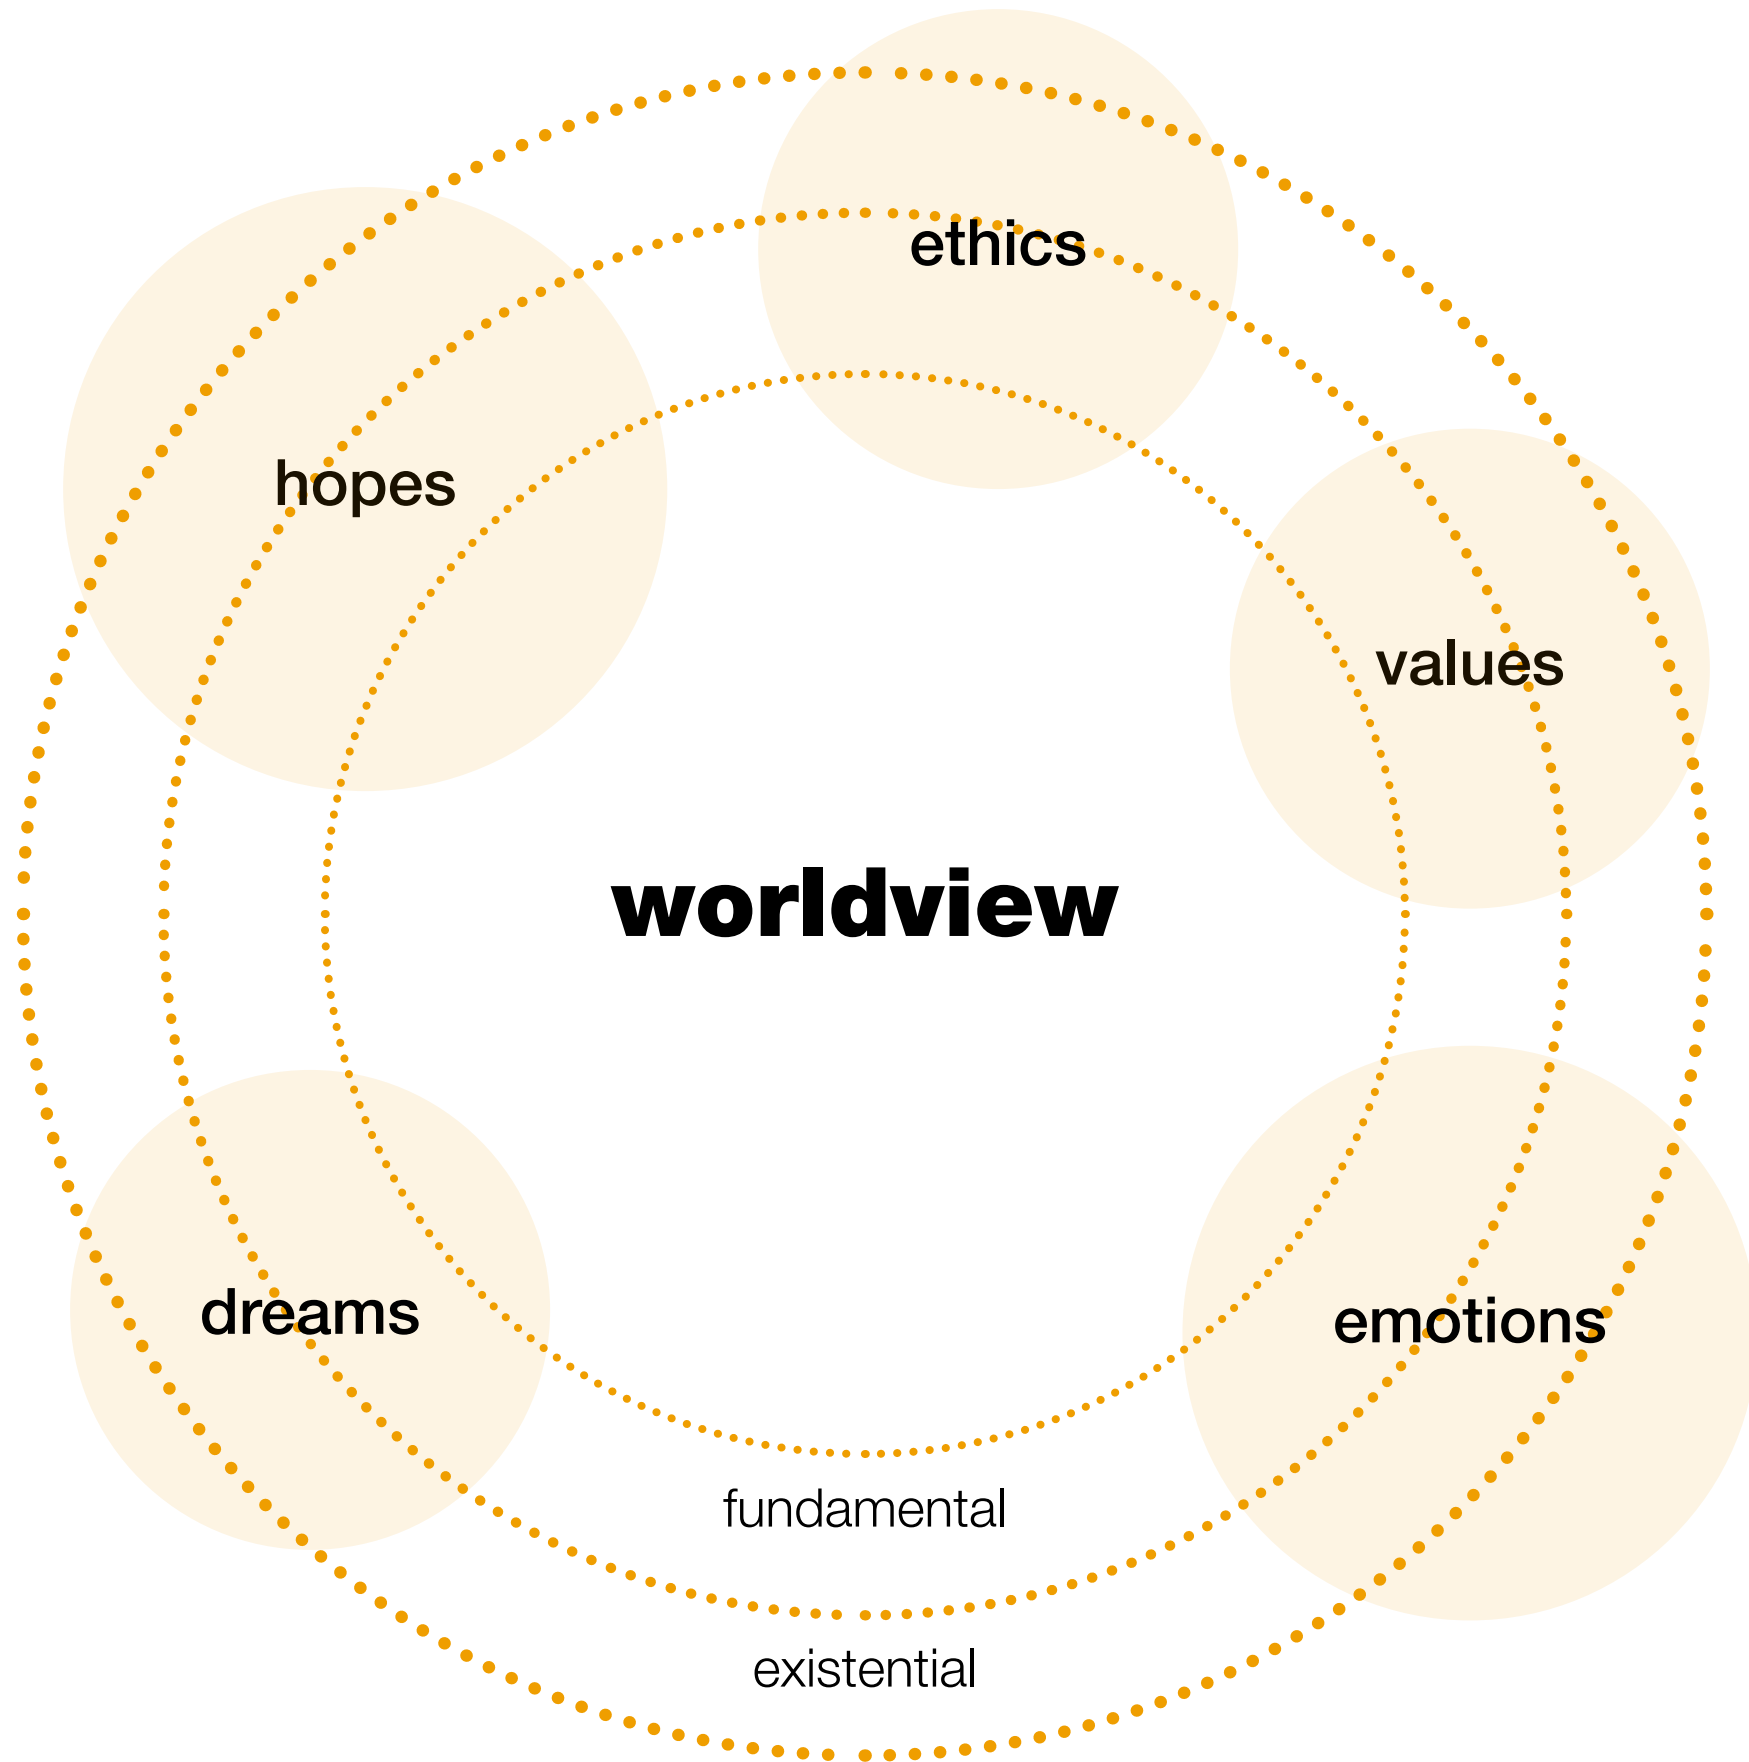 ethics
hopes
values
worldview
dreams
emotions
fundamental
existential